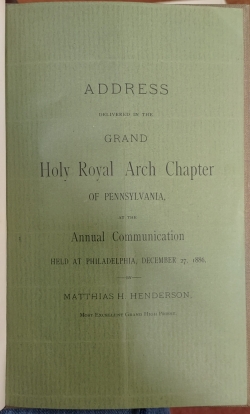 ADDRESS
DELIVERED IN THE
GRAND
Holy Royal Arch Chapter
OF PENNSYLVANIA,
AT THE
Annual Communication
HELD AT PHILADELPHIA, DECEMBER 27, 1886,
BY
MATTHIAS H. HENDERSON,
MOST EXCELLENT GRAND HIGH PRIEST.